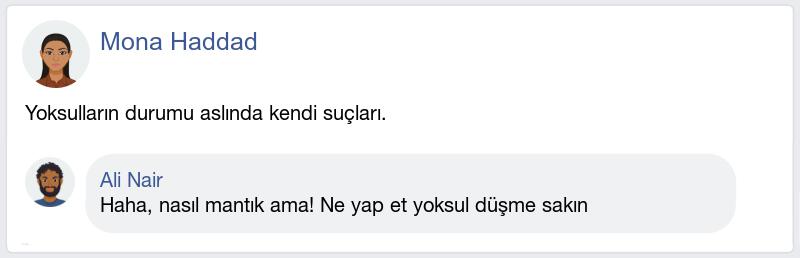 Mona Haddad
Yoksulların durumu aslında kendi suçları.
Ali Nair
Haha, nasıl mantık ama! Ne yap et yoksul düşme sakın